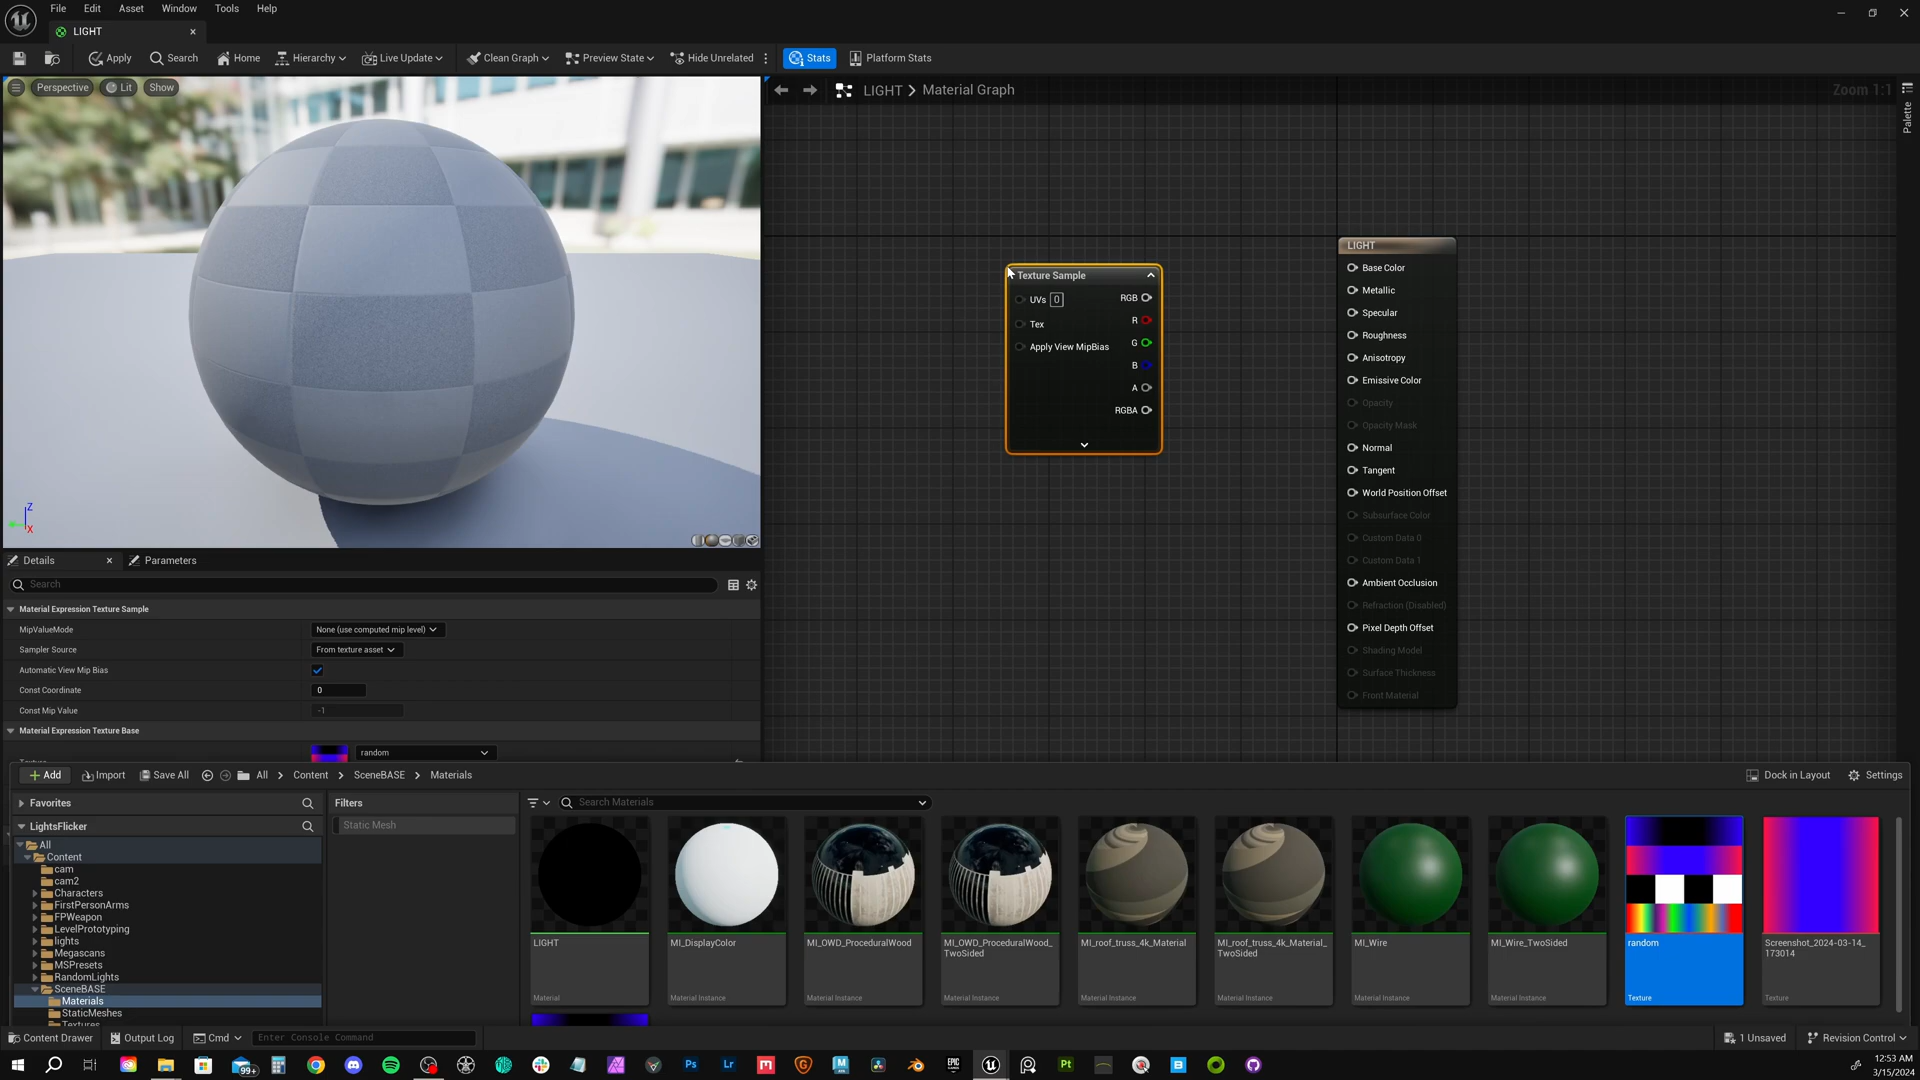 File Edit Asset Window Tools Help
LIGHT
Apply Search Home Hierarchy Live Update Clean Graph Preview State Hide Unrelated Stats Platform Stats
Perspective Lit Show
LIGHT > Material Graph
Zoom 1:1
Palette
Texture Sample
UVs 0
Tex
Apply View MipBias
RGB
R
G
B
A
RGBA
LIGHT
Base Color
Metallic
Specular
Roughness
Anisotropy
Emissive Color
Opacity
Opacity Mask
Normal
Tangent
World Position Offset
Subsurface Color
Custom Data 0
Custom Data 1
Ambient Occlusion
Refraction (Disabled)
Pixel Depth Offset
Shading Model
Surface Thickness
Front Material
Z
X
Details Parameters
Search
Material Expression Texture Sample
MipValueMode None (use computed mip level)
Sampler Source From texture asset
Automatic View Mip Bias
Const Coordinate 0
Const Mip Value -1
Material Expression Texture Base
random
Add Import Save All All > Content > SceneBASE > Materials Dock in Layout Settings
Favorites
LightsFlicker
All
Content
cam
cam2
Characters
FirstPersonArms
FPWeapon
LevelPrototyping
lights
Megascans
MSPresets
RandomLights
SceneBASE
Materials
StaticMeshes
Textures
Filters
Static Mesh
Search Materials
LIGHT
Material
MI_DisplayColor
Material Instance
MI_OWD_ProceduralWood
Material Instance
MI_OWD_ProceduralWood_
TwoSided
Material Instance
MI_roof_truss_4k_Material
Material Instance
MI_roof_truss_4k_Material_
TwoSided
Material Instance
MI_Wire
Material Instance
MI_Wire_TwoSided
Material Instance
random
Texture
Screenshot_2024-03-14_
173014
Texture
Content Drawer Output Log Cmd Enter Console Command 1 Unsaved Revision Control
99+
Ps
Lr
EPIC
Pt
12:53 AM
3/15/2024